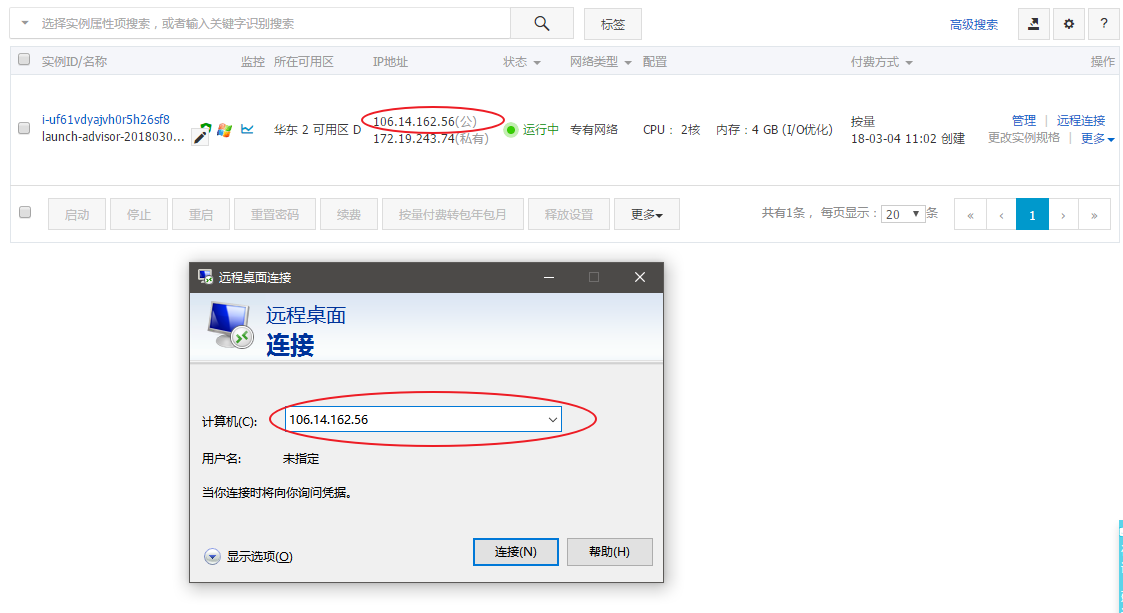 选择实例属性项搜索，或者输入关键字识别搜索
标签
高级搜索
?
实例ID/名称 监控 所在可用区 IP地址 状态 网络类型 配置 付费方式 操作
i-uf61vdyajvh0r5h26sf8
launch-advisor-2018030...
华东 2 可用区 D
106.14.162.56(公)
172.19.243.74(私有)
运行中
专有网络
CPU： 2核 内存：4 GB (I/O优化)
按量
18-03-04 11:02 创建
管理 | 远程连接
更改实例规格 | 更多
启动 停止 重启 重置密码 续费 按量付费转包年包月 释放设置 更多 共有1条， 每页显示：20 条 « ‹ 1 › »
远程桌面连接
远程桌面
连接
计算机(C): 106.14.162.56
用户名: 未指定
当你连接时将向你询问凭据。
显示选项(O) 连接(N) 帮助(H)